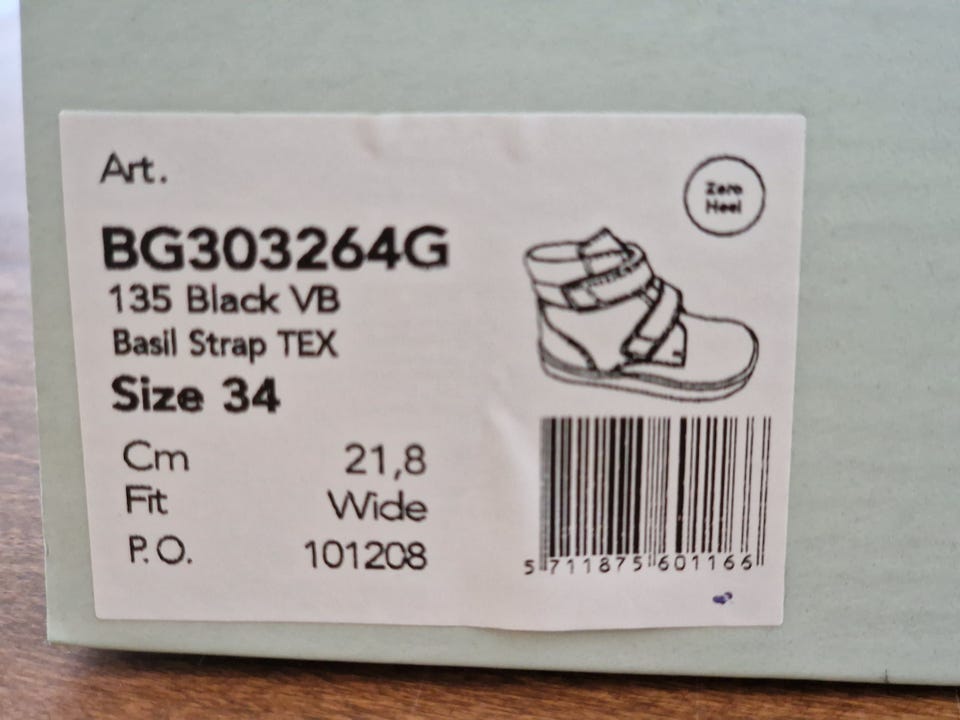 Art.
Zero
Heel
BG303264G
135 Black VB
Basil Strap TEX
Size 34
Cm 21,8
Fit Wide
P.O. 101208
5 711875 601166